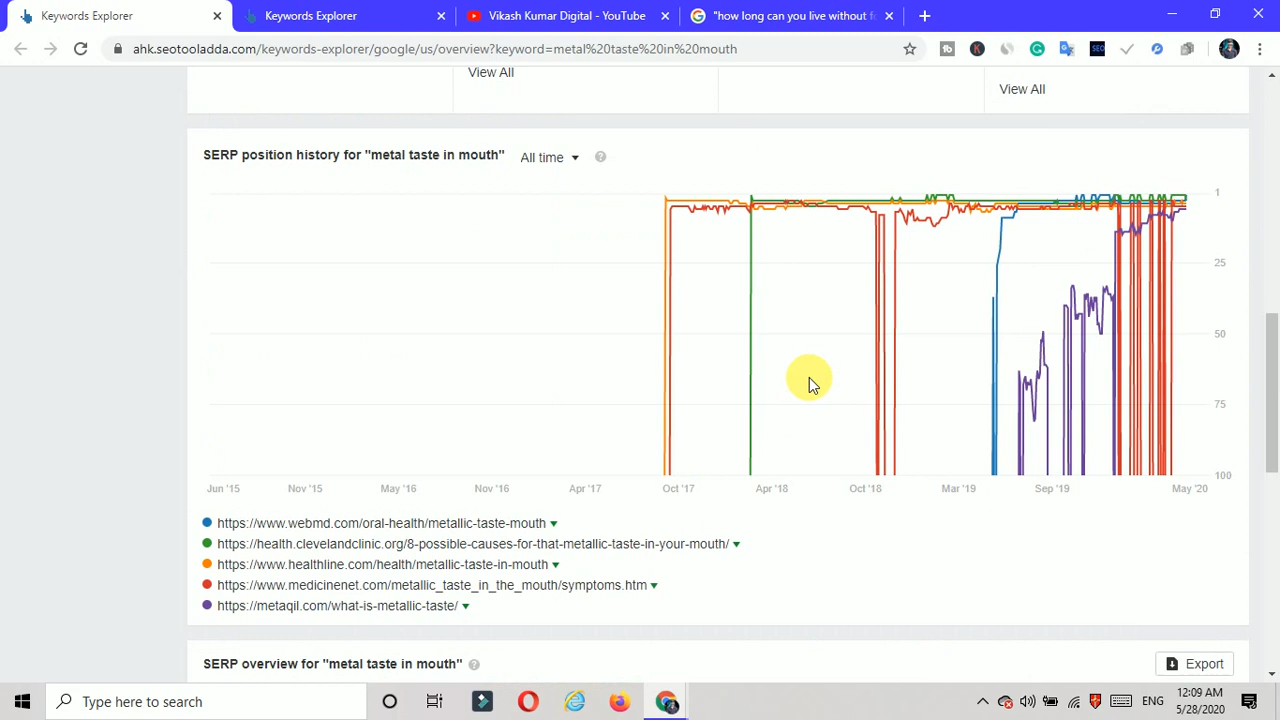 Keywords Explorer
Keywords Explorer
Vikash Kumar Digital - YouTube
"how long can you live without f
ahk.seotooladda.com/keywords-explorer/google/us/overview?keyword=metal%20taste%20in%20mouth
View All
View All
SERP position history for "metal taste in mouth" All time
1
25
50
75
100
Jun '15 Nov '15 May '16 Nov '16 Apr '17 Oct '17 Apr '18 Oct '18 Mar '19 Sep '19 May '20
https://www.webmd.com/oral-health/metallic-taste-mouth
https://health.clevelandclinic.org/8-possible-causes-for-that-metallic-taste-in-your-mouth/
https://www.healthline.com/health/metallic-taste-in-mouth
https://www.medicinenet.com/metallic_taste_in_the_mouth/symptoms.htm
https://metaqil.com/what-is-metallic-taste/
SERP overview for "metal taste in mouth" Export
Type here to search
ENG
12:09 AM
5/28/2020